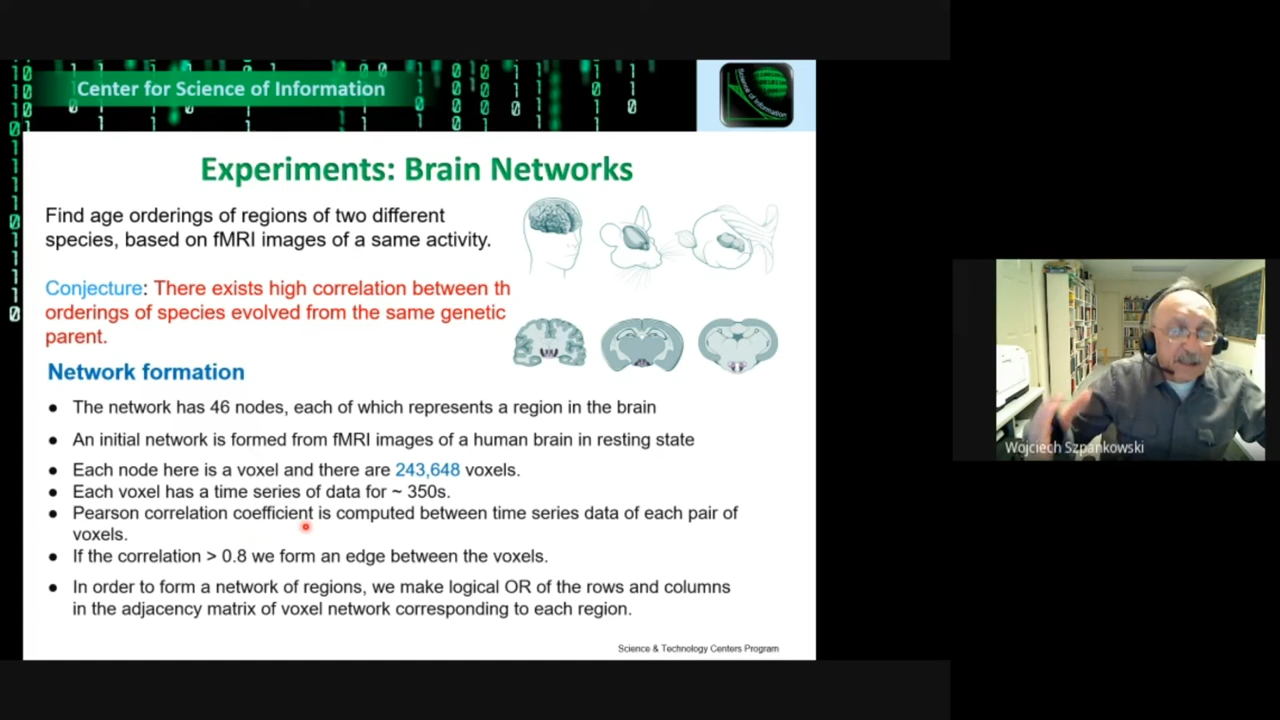 Center for Science of Information
Science of Information
Experiments: Brain Networks
Find age orderings of regions of two different
species, based on fMRI images of a same activity.
Conjecture: There exists high correlation between th
orderings of species evolved from the same genetic
parent.
Network formation
● The network has 46 nodes, each of which represents a region in the brain
● An initial network is formed from fMRI images of a human brain in resting state
● Each node here is a voxel and there are 243,648 voxels.
● Each voxel has a time series of data for ~ 350s.
● Pearson correlation coefficient is computed between time series data of each pair of
voxels.
● If the correlation > 0.8 we form an edge between the voxels.
● In order to form a network of regions, we make logical OR of the rows and columns
in the adjacency matrix of voxel network corresponding to each region.
Science & Technology Centers Program
Wojciech Szpankowski